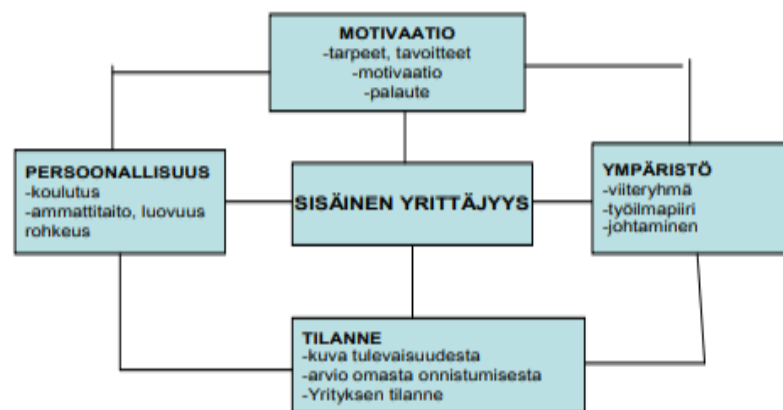 MOTIVAATIO
-tarpeet, tavoitteet
-motivaatio
-palaute
PERSOONALLISUUS
-koulutus
-ammattitaito, luovuus
rohkeus
SISÄINEN YRITTÄJYYS
YMPÄRISTÖ
-viiteryhmä
-työilmapiiri
-johtaminen
TILANNE
-kuva tulevaisuudesta
-arvio omasta onnistumisesta
-Yrityksen tilanne